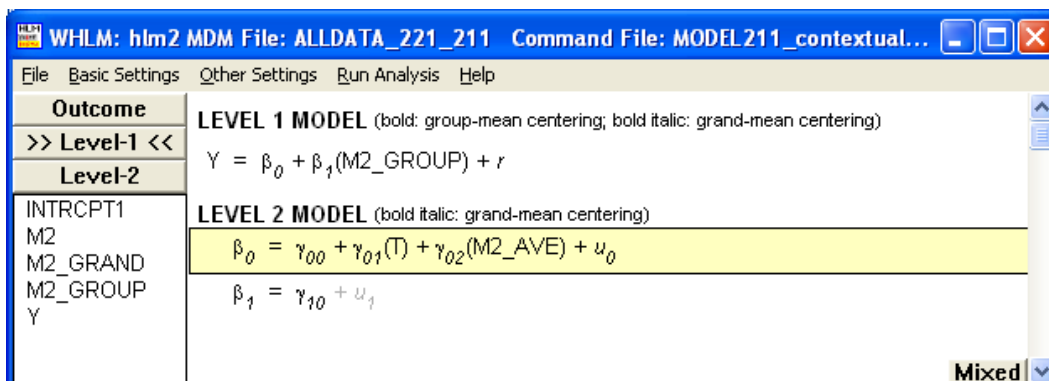 WHLM: hlm2 MDM File: ALLDATA_221_211 Command File: MODEL211_contextual...
File Basic Settings Other Settings Run Analysis Help
Outcome
>> Level-1 <<
Level-2
INTRCPT1
M2
M2_GRAND
M2_GROUP
Y
LEVEL 1 MODEL (bold: group-mean centering; bold italic: grand-mean centering)
Y = β0 + β1(M2_GROUP) + r
LEVEL 2 MODEL (bold italic: grand-mean centering)
β0 = γ00 + γ01(T) + γ02(M2_AVE) + u0
β1 = γ10 + u1
Mixed